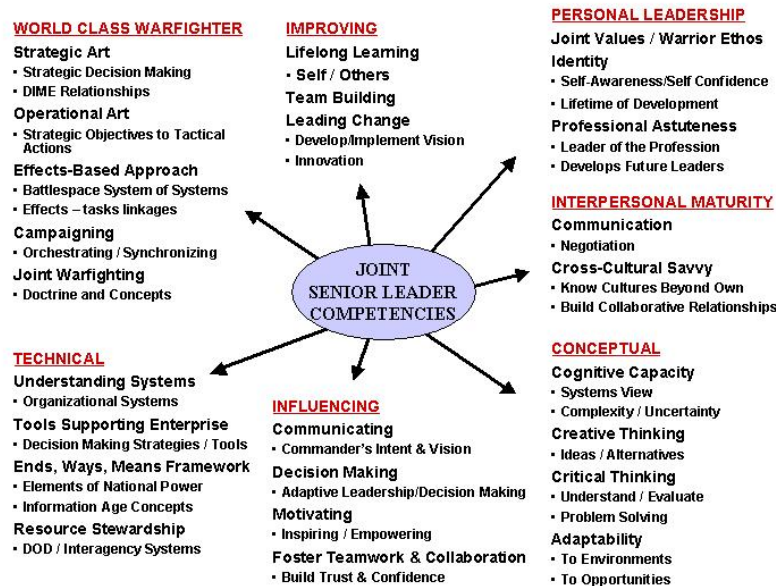 WORLD CLASS WARFIGHTER
Strategic Art
• Strategic Decision Making
• DIME Relationships
Operational Art
• Strategic Objectives to Tactical
Actions
Effects-Based Approach
• Battlespace System of Systems
• Effects – tasks linkages
Campaigning
• Orchestrating / Synchronizing
Joint Warfighting
• Doctrine and Concepts
IMPROVING
Lifelong Learning
• Self / Others
Team Building
Leading Change
• Develop/Implement Vision
• Innovation
PERSONAL LEADERSHIP
Joint Values / Warrior Ethos
Identity
• Self-Awareness/Self Confidence
• Lifetime of Development
Professional Astuteness
• Leader of the Profession
• Develops Future Leaders
INTERPERSONAL MATURITY
Communication
• Negotiation
Cross-Cultural Savvy
• Know Cultures Beyond Own
• Build Collaborative Relationships
JOINT
SENIOR LEADER
COMPETENCIES
TECHNICAL
Understanding Systems
• Organizational Systems
Tools Supporting Enterprise
• Decision Making Strategies / Tools
Ends, Ways, Means Framework
• Elements of National Power
• Information Age Concepts
Resource Stewardship
• DOD / Interagency Systems
INFLUENCING
Communicating
• Commander's Intent & Vision
Decision Making
• Adaptive Leadership/Decision Making
Motivating
• Inspiring / Empowering
Foster Teamwork & Collaboration
• Build Trust & Confidence
CONCEPTUAL
Cognitive Capacity
• Systems View
• Complexity / Uncertainty
Creative Thinking
• Ideas / Alternatives
Critical Thinking
• Understand / Evaluate
• Problem Solving
Adaptability
• To Environments
• To Opportunities